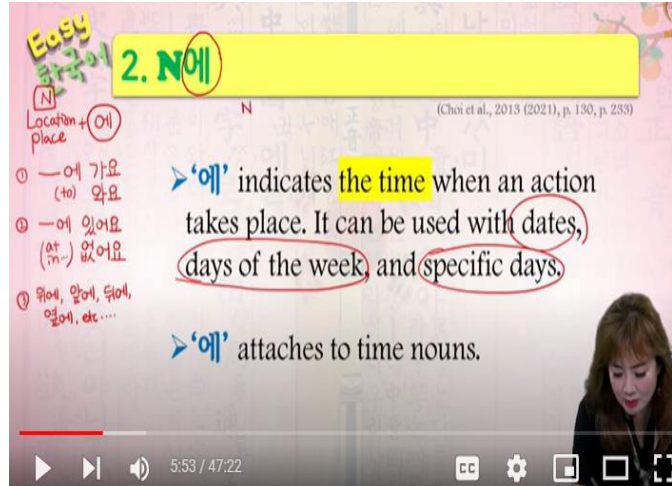 Easy
한국어
2. N에
N
(Choi et al., 2013 (2021), p. 130, p. 233)
N
Location + 에
place
① ㅡ에 가요
(to) 와요
② ㅡ에 있어요
(at in...) 없어요
③ 위에, 앞에, 뒤에,
옆에, etc....
➢ '에' indicates the time when an action
takes place. It can be used with dates,
days of the week, and specific days.
➢ '에' attaches to time nouns.
5:53 / 47:22
CC